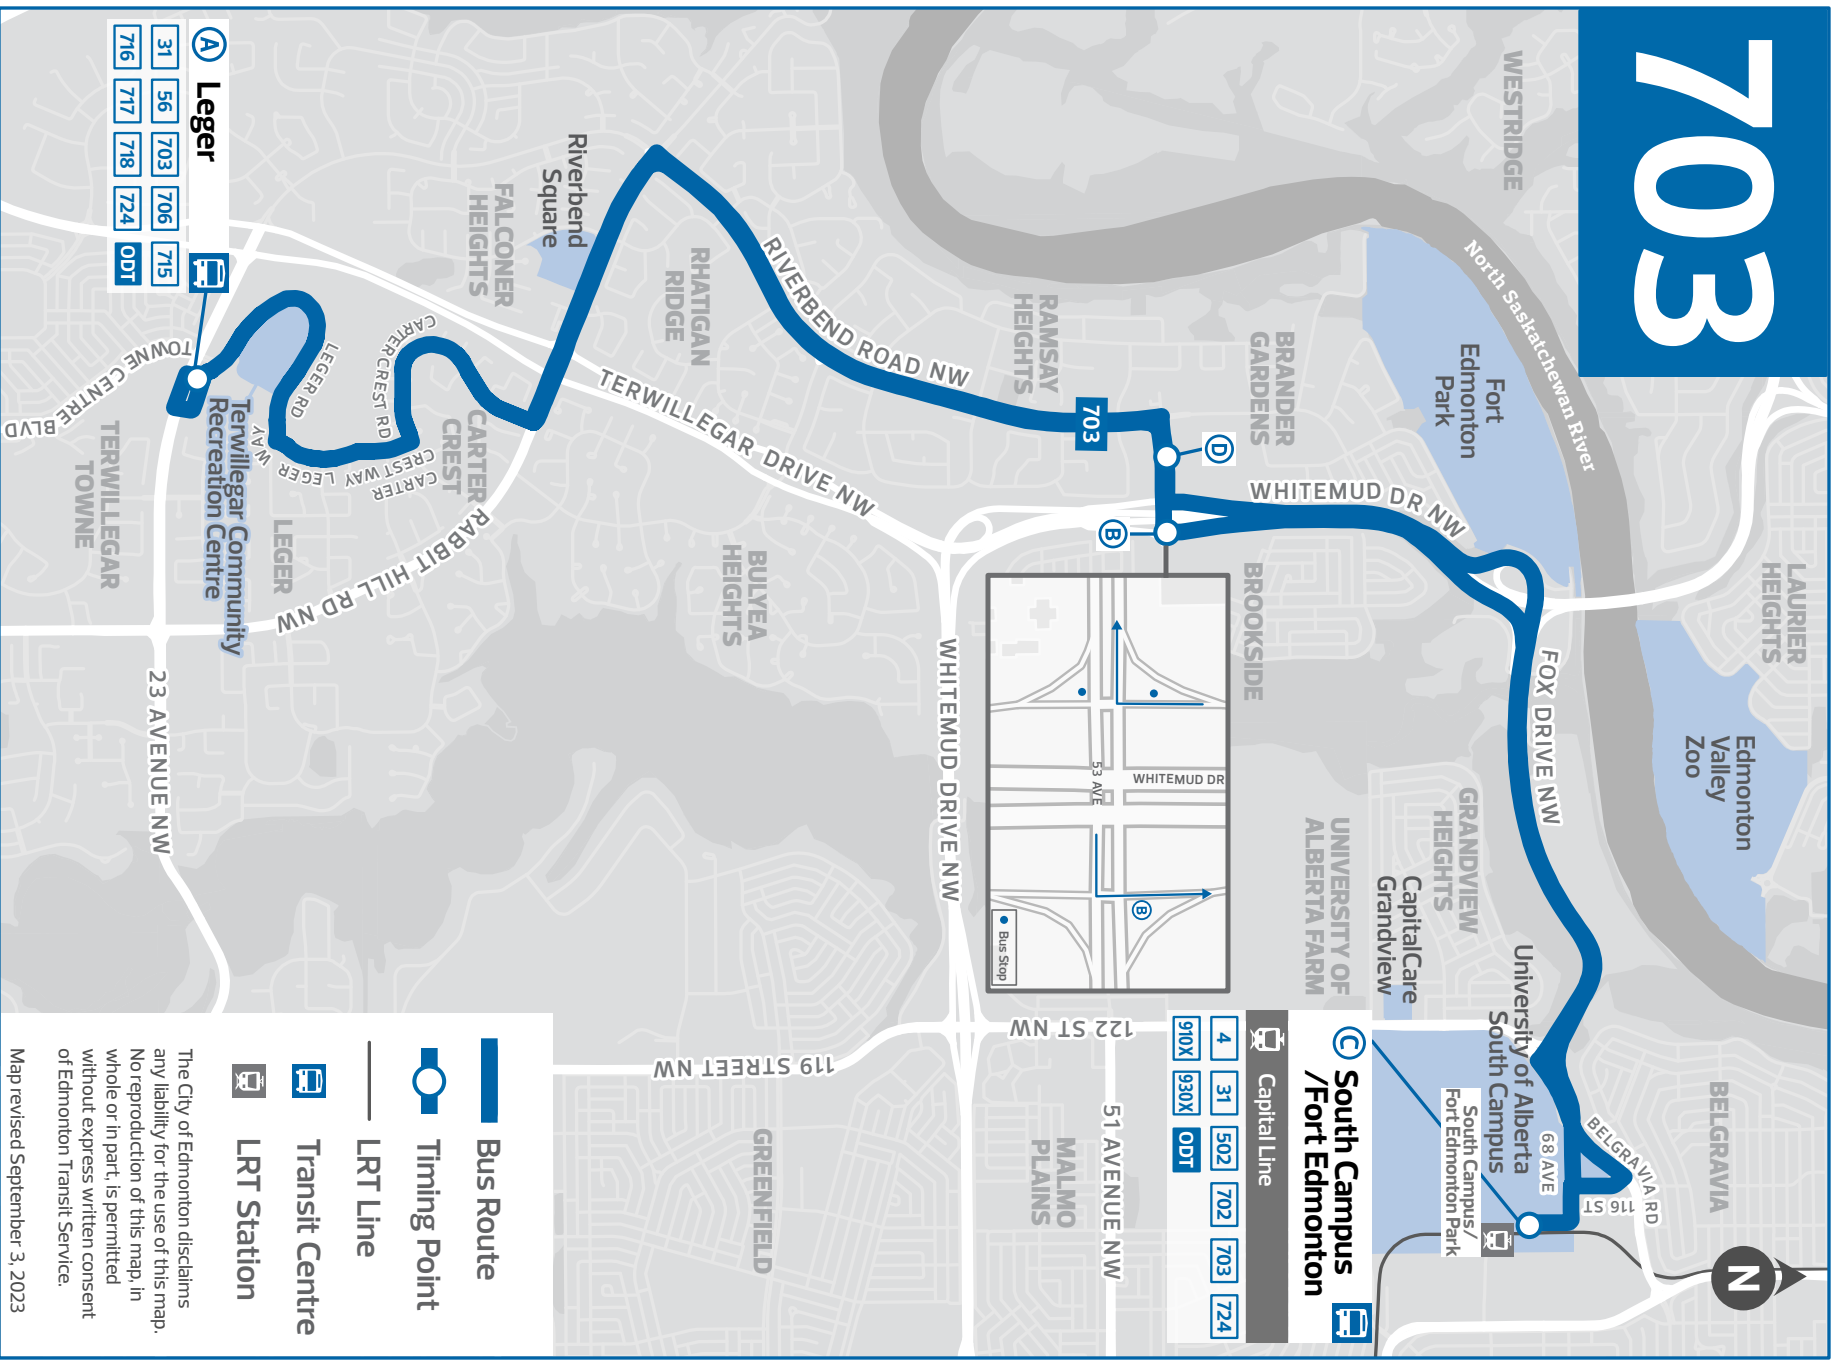 703
WESTRIDGE
North Saskatchewan River
LAURIER
HEIGHTS
Fort
Edmonton
Park
Edmonton
Valley
Zoo
BRANDER
GARDENS
RAMSAY
HEIGHTS
WHITEMUD DR NW
FOX DRIVE NW
BROOKSIDE
GRANDVIEW
HEIGHTS
UNIVERSITY OF
ALBERTA FARM
CapitalCare
Grandview
University of Alberta
South Campus
BELGRAVIA
BELGRAVIA RD
68 AVE
116 ST
South Campus/
Fort Edmonton Park
N
C South Campus
/Fort Edmonton
Capital Line
4 31 502 702 703 724
910X 930X ODT
D
B
703
WHITEMUD DR
53 AVE
B
Bus Stop
RIVERBEND ROAD NW
RHATIGAN
RIDGE
Riverbend
Square
FALCONER
HEIGHTS
TERWILLEGAR DRIVE NW
BULYEA
HEIGHTS
WHITEMUD DRIVE NW
122 ST NW
119 STREET NW
51 AVENUE NW
MALMO
PLAINS
GREENFIELD
CARTER
CREST
CARTERCREST RD
CARTER
CREST WAY
LEGER WAY
LEGER RD
LEGER
RABBIT HILL RD NW
Terwillegar Community
Recreation Centre
TOWNE CENTRE BLVD
TERWILLEGAR
TOWNE
23 AVENUE NW
A Leger
31 56 703 706 715
716 717 718 724 ODT
Bus Route
Timing Point
LRT Line
Transit Centre
LRT Station
The City of Edmonton disclaims
any liability for the use of this map.
No reproduction of this map, in
whole or in part, is permitted
without express written consent
of Edmonton Transit Service.
Map revised September 3, 2023